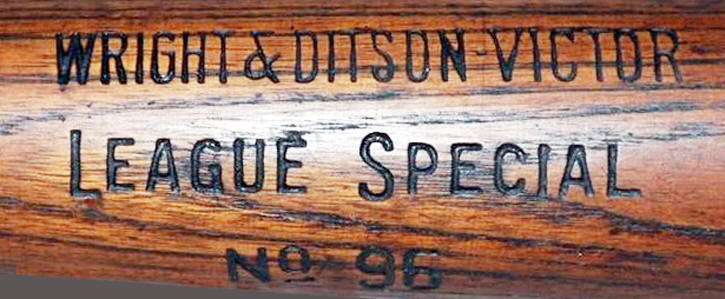 WRIGHT & DITSON-VICTOR
LEAGUE SPECIAL
No 96